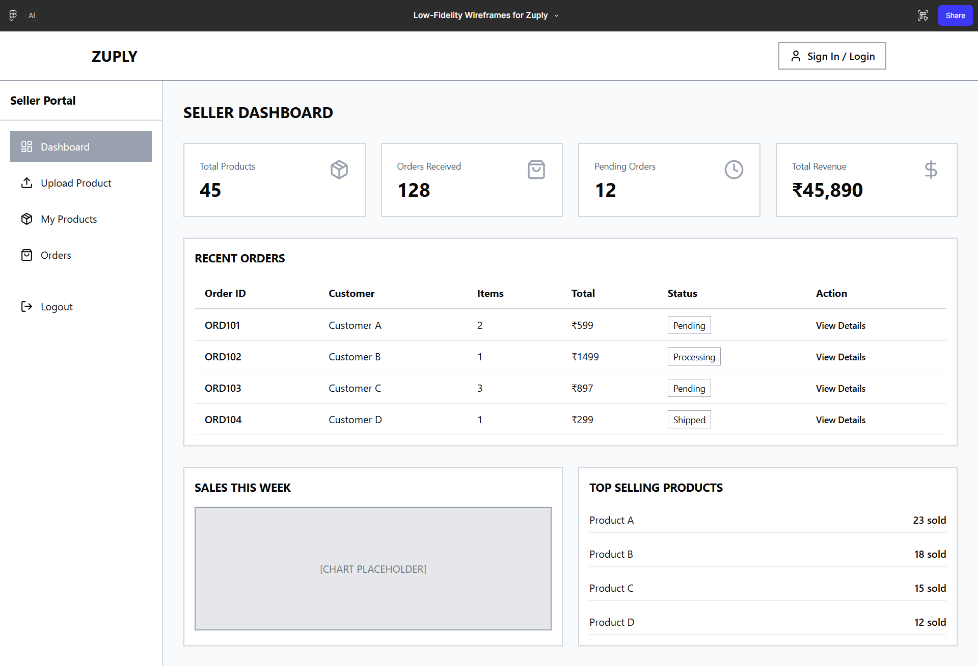 AI
Low-Fidelity Wireframes for Zuply
Share
ZUPLY
Sign In / Login
Seller Portal
Dashboard
Upload Product
My Products
Orders
Logout
SELLER DASHBOARD
Total Products
45
Orders Received
128
Pending Orders
12
Total Revenue
₹45,890
RECENT ORDERS
Order ID Customer Items Total Status Action
ORD101 Customer A 2 ₹599 Pending View Details
ORD102 Customer B 1 ₹1499 Processing View Details
ORD103 Customer C 3 ₹897 Pending View Details
ORD104 Customer D 1 ₹299 Shipped View Details
SALES THIS WEEK
[CHART PLACEHOLDER]
TOP SELLING PRODUCTS
Product A 23 sold
Product B 18 sold
Product C 15 sold
Product D 12 sold